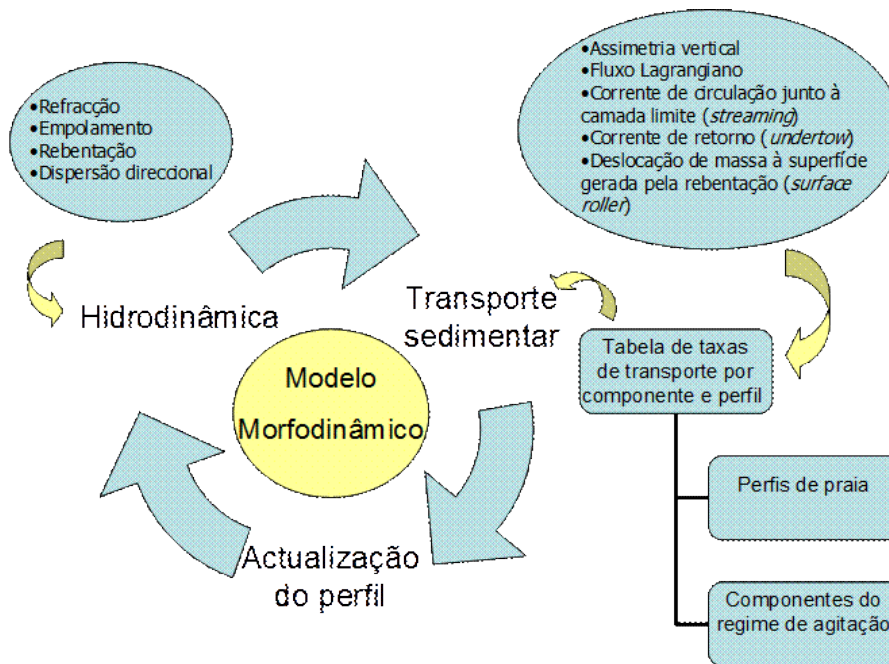 •Refracção
•Empolamento
•Rebentação
•Dispersão direccional
•Assimetria vertical
•Fluxo Lagrangiano
•Corrente de circulação junto à
camada limite (streaming)
•Corrente de retorno (undertow)
•Deslocação de massa à superfície
gerada pela rebentação (surface
roller)
Hidrodinâmica
Transporte
sedimentar
Tabela de taxas
de transporte por
componente e perfil
Modelo
Morfodinâmico
Perfis de praia
Actualização
do perfil
Componentes do
regime de agitação